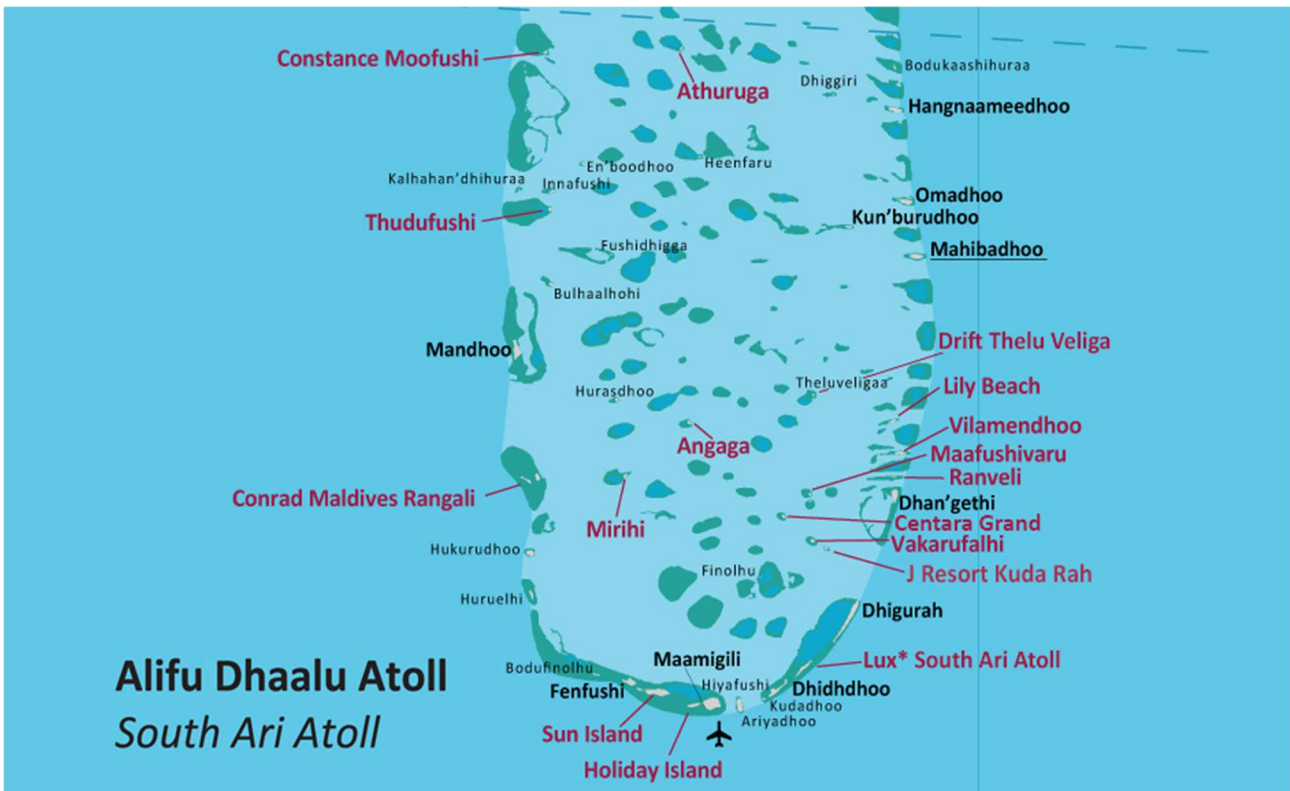 Constance Moofushi
Athuruga
Dhiggiri
Bodukaashihuraa
Hangnaameedhoo
En'boodhoo
Heenfaru
Kalhahan'dhihuraa
Innafushi
Omadhoo
Thudufushi
Kun'burudhoo
Fushidhigga
Mahibadhoo
Bulhaalhohi
Drift Thelu Veliga
Mandhoo
Hurasdhoo
Theluveligaa
Lily Beach
Angaga
Vilamendhoo
Maafushivaru
Ranveli
Conrad Maldives Rangali
Dhan'gethi
Mirihi
Centara Grand
Vakarufalhi
Hukurudhoo
Finolhu
J Resort Kuda Rah
Huruelhi
Dhigurah
Maamigili
Lux* South Ari Atoll
Bodufinolhu
Hiyafushi
Fenfushi
Dhidhdhoo
Kudadhoo
Ariyadhoo
Sun Island
Holiday Island
Alifu Dhaalu Atoll
South Ari Atoll